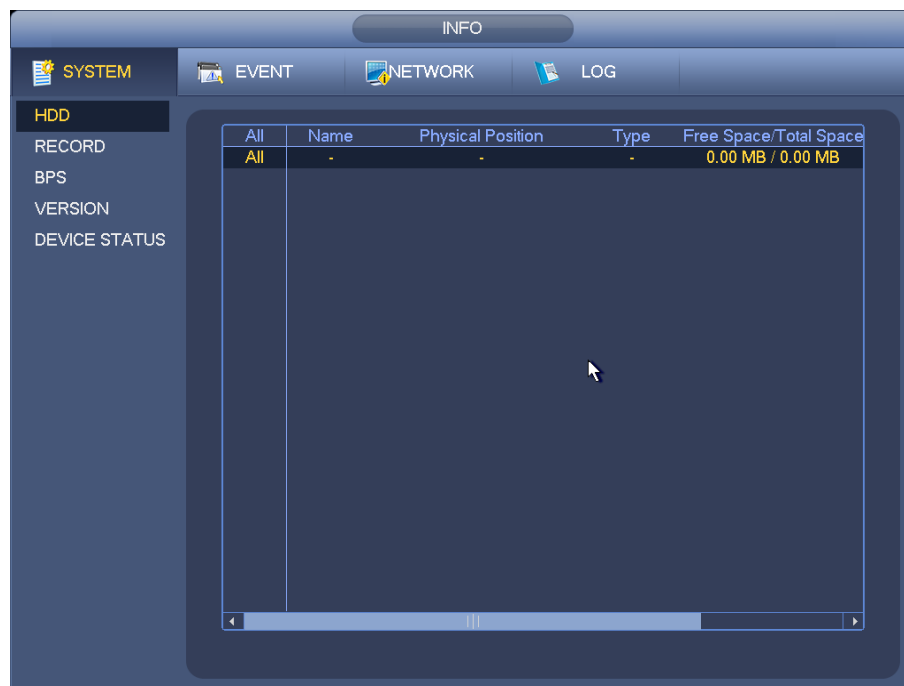 INFO
SYSTEM EVENT NETWORK LOG
HDD
RECORD
BPS
VERSION
DEVICE STATUS
All Name Physical Position Type Free Space/Total Space
All - - - 0.00 MB / 0.00 MB